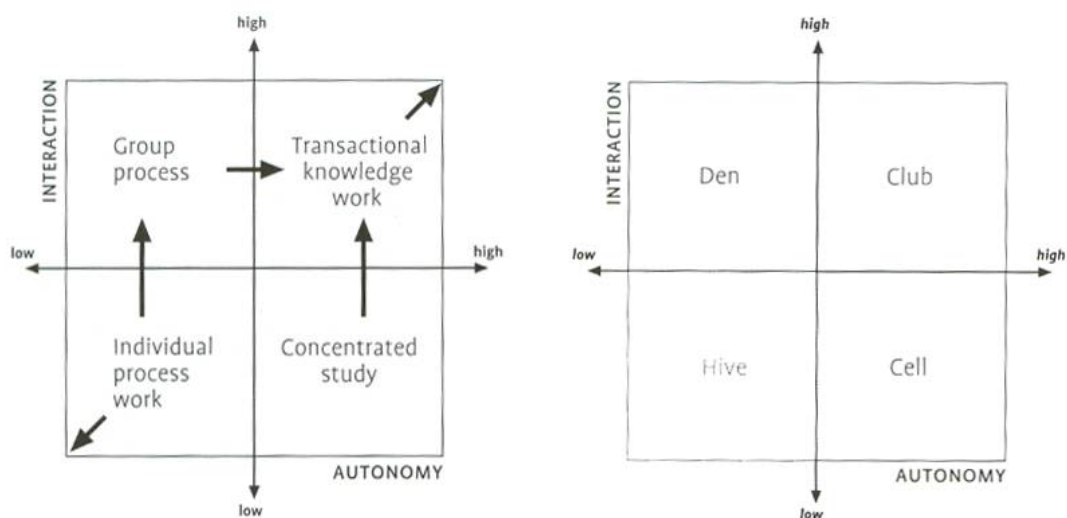 high
INTERACTION
Group
process
Transactional
knowledge
work
low
high
Individual
process
work
Concentrated
study
AUTONOMY
low
high
INTERACTION
Den
Club
low
high
Hive
Cell
AUTONOMY
low